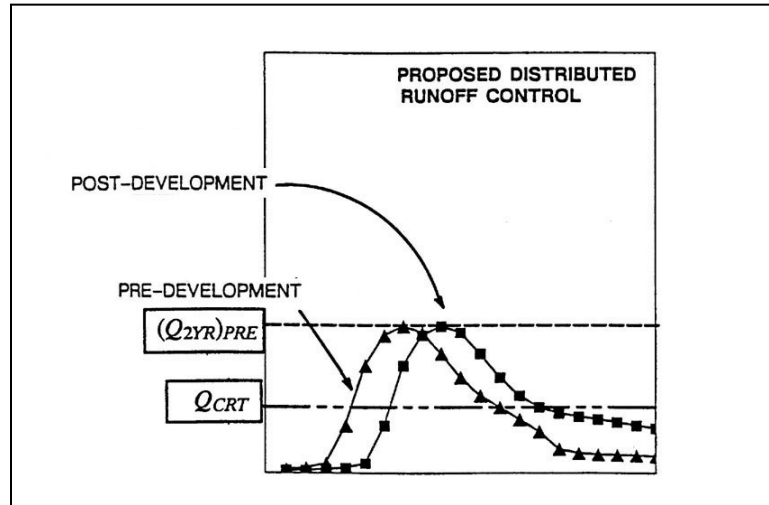 PROPOSED DISTRIBUTED
RUNOFF CONTROL
POST-DEVELOPMENT
PRE-DEVELOPMENT
(Q2YR)PRE
QCRT